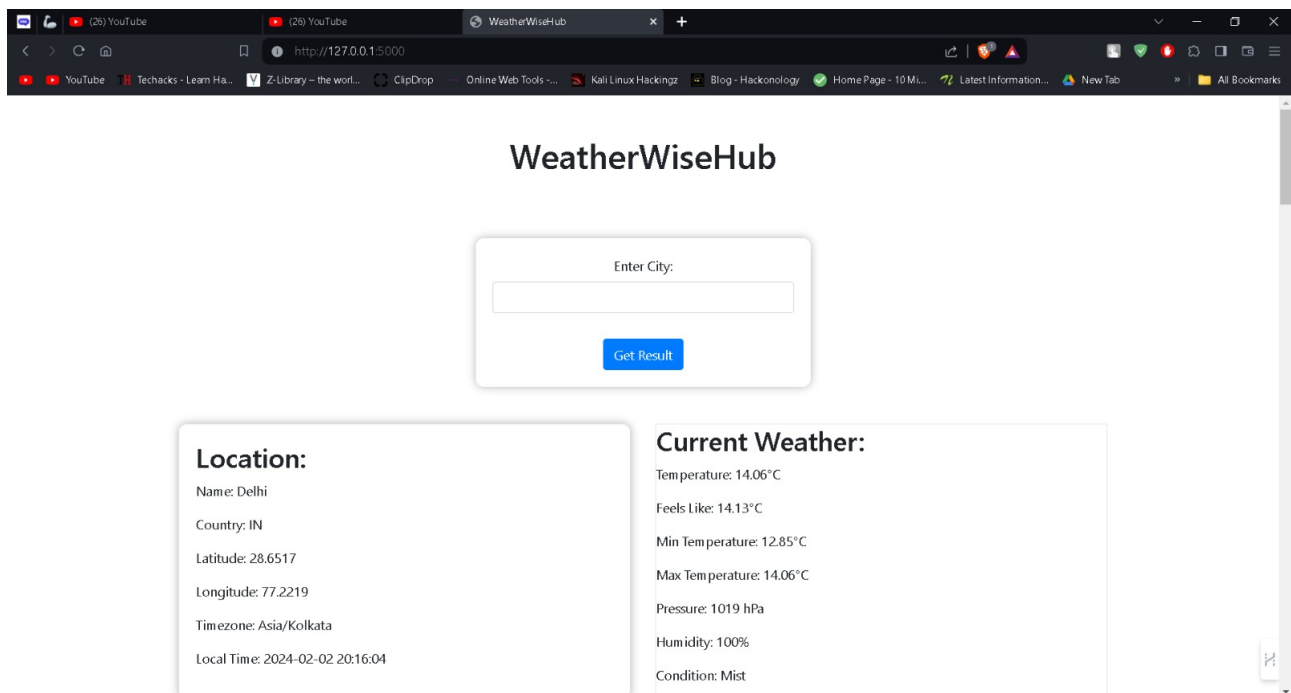 (26) YouTube
(26) YouTube
WeatherWiseHub
http://127.0.0.1:5000
YouTube
Techacks - Learn Ha...
Z-Library – the worl...
ClipDrop
Online Web Tools -...
Kali Linux Hackingz
Blog - Hackonology
Home Page - 10 Mi...
Latest Information...
New Tab
»
All Bookmarks
WeatherWiseHub
Enter City:
Get Result
Location:
Name: Delhi
Country: IN
Latitude: 28.6517
Longitude: 77.2219
Timezone: Asia/Kolkata
Local Time: 2024-02-02 20:16:04
Current Weather:
Temperature: 14.06°C
Feels Like: 14.13°C
Min Temperature: 12.85°C
Max Temperature: 14.06°C
Pressure: 1019 hPa
Humidity: 100%
Condition: Mist